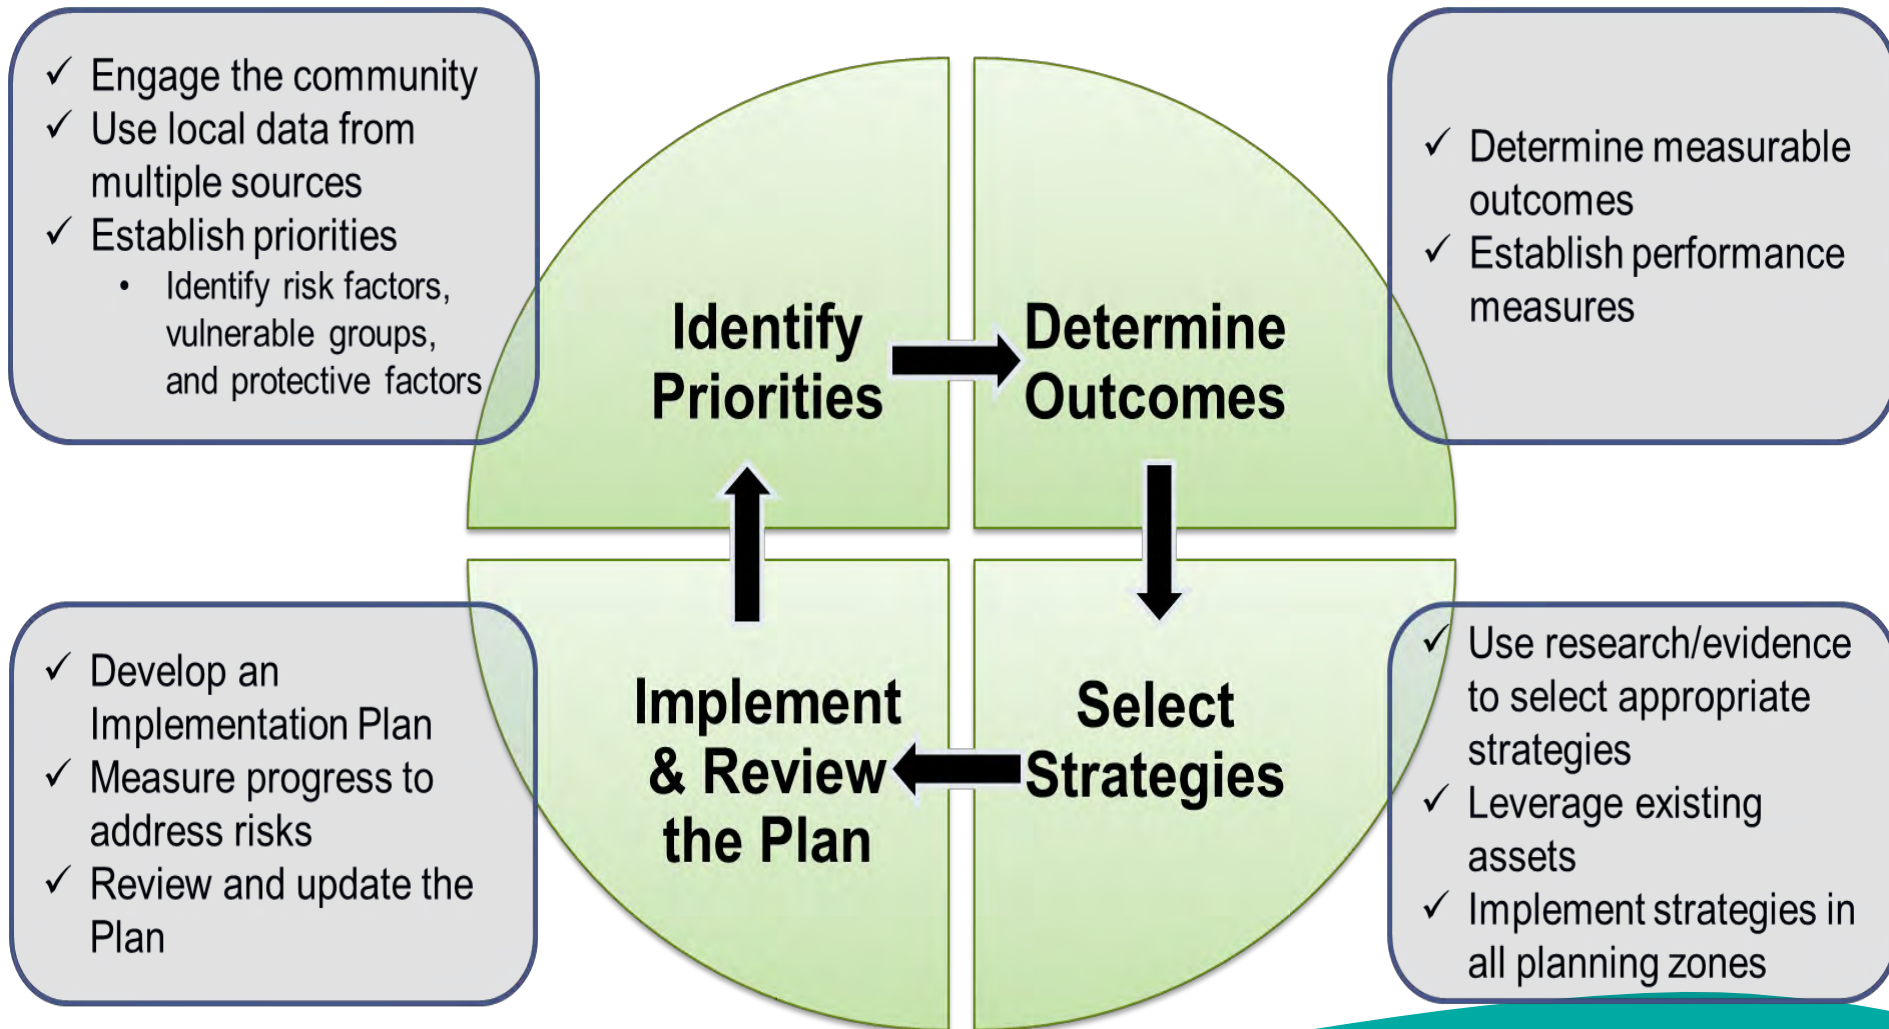 ✓ Engage the community
✓ Use local data from
multiple sources
✓ Establish priorities
• Identify risk factors,
vulnerable groups,
and protective factors
✓ Determine measurable
outcomes
✓ Establish performance
measures
Identify
Priorities
Determine
Outcomes
Implement
& Review
the Plan
Select
Strategies
✓ Develop an
Implementation Plan
✓ Measure progress to
address risks
✓ Review and update the
Plan
✓ Use research/evidence
to select appropriate
strategies
✓ Leverage existing
assets
✓ Implement strategies in
all planning zones